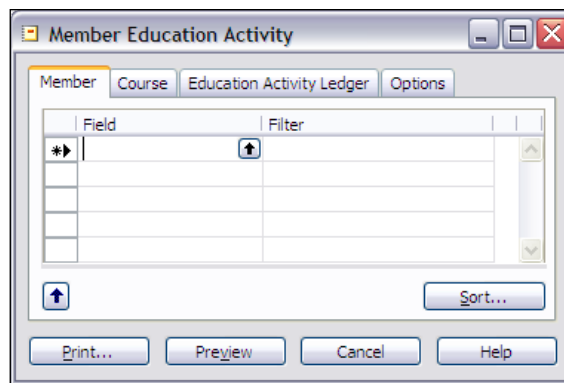 Member Education Activity
Member Course Education Activity Ledger Options
Field Filter
Sort...
Print... Preview Cancel Help